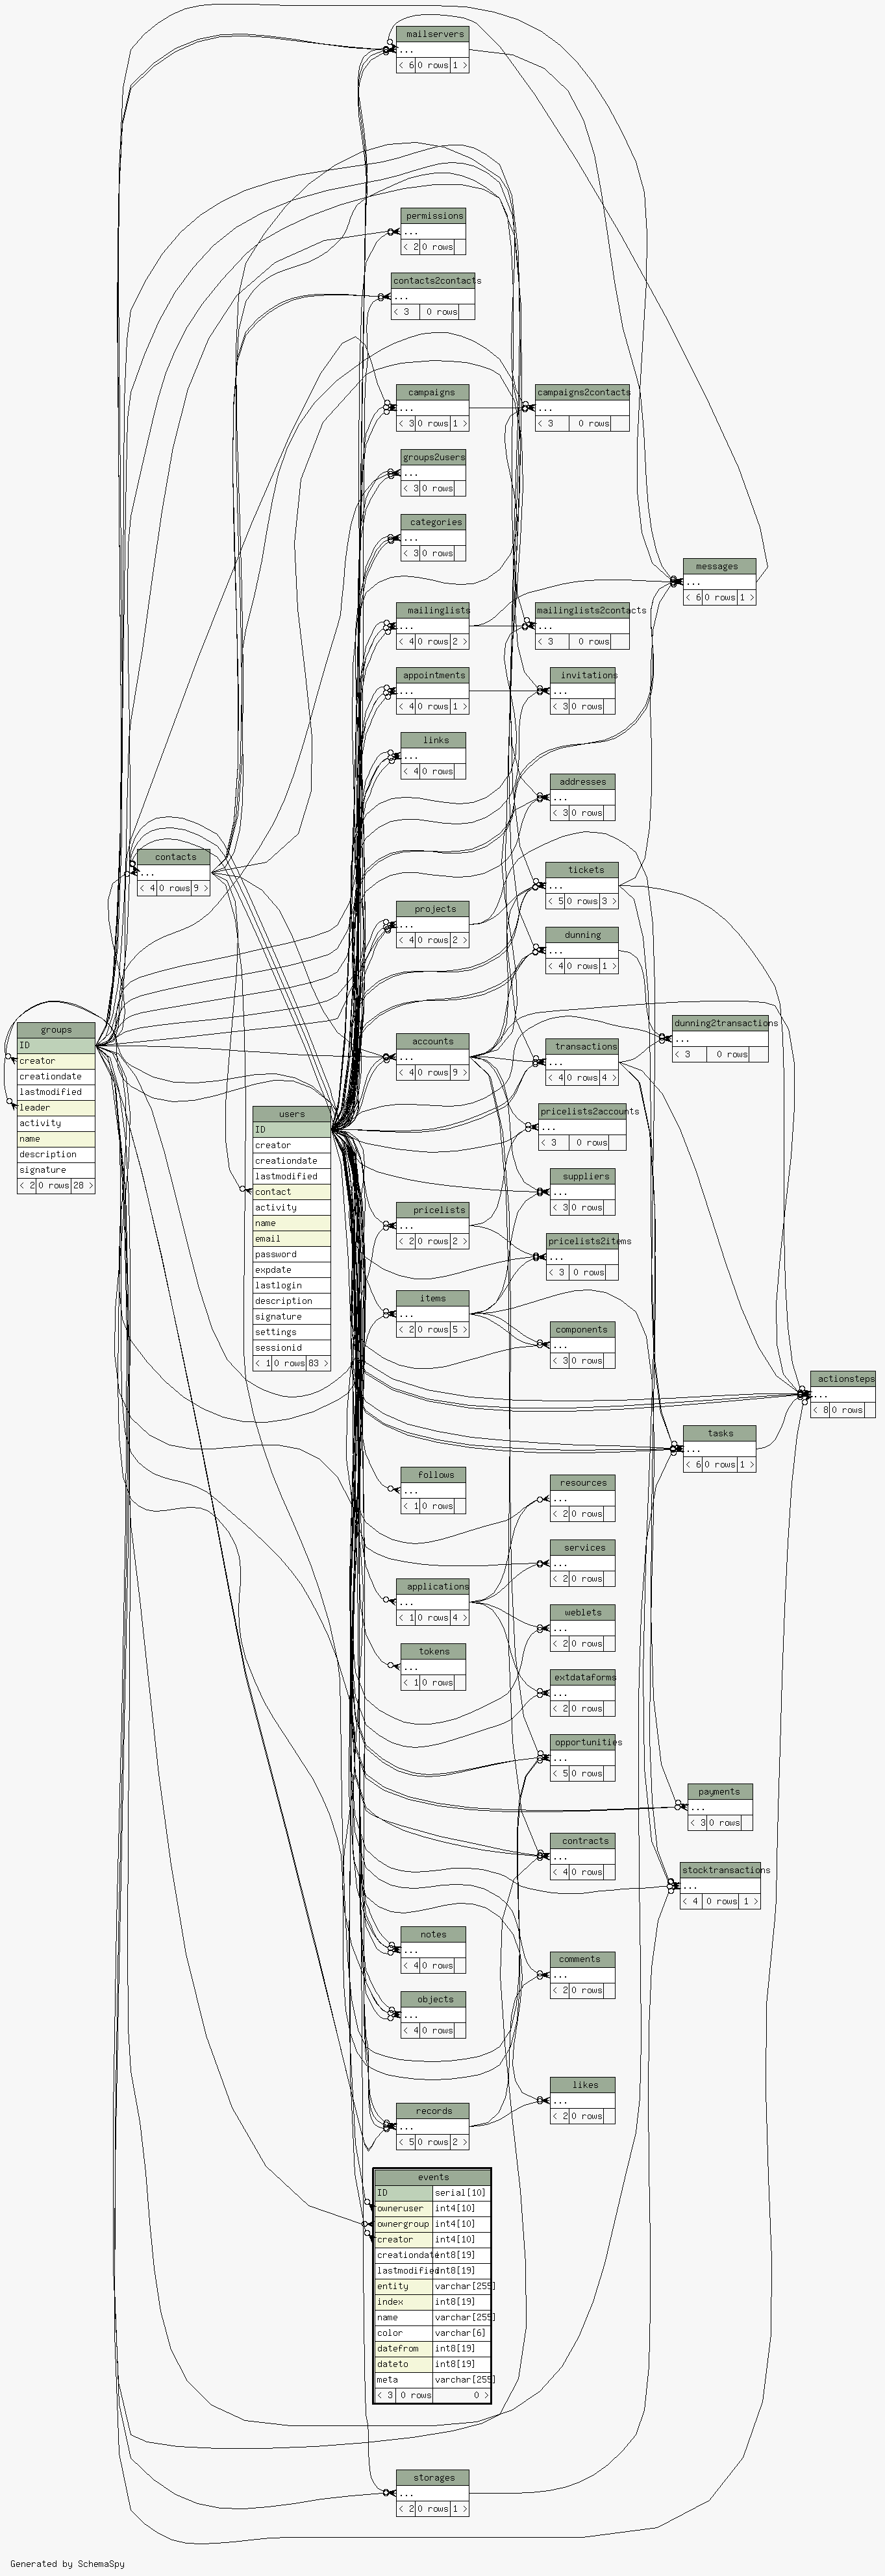 mailservers
...
< 6 0 rows 1 >
permissions
...
< 2 0 rows
contacts2contacts
...
< 3 0 rows
campaigns
...
< 3 0 rows 1 >
campaigns2contacts
...
< 3 0 rows
groups2users
...
< 3 0 rows
categories
...
< 3 0 rows
messages
...
< 6 0 rows 1 >
mailinglists
...
< 4 0 rows 2 >
mailinglists2contacts
...
< 3 0 rows
appointments
...
< 4 0 rows 1 >
invitations
...
< 3 0 rows
links
...
< 4 0 rows
addresses
...
< 3 0 rows
contacts
...
< 4 0 rows 9 >
tickets
...
< 5 0 rows 3 >
projects
...
< 4 0 rows 2 >
dunning
...
< 4 0 rows 1 >
groups
ID
creator
creationdate
lastmodified
leader
activity
name
description
signature
< 2 0 rows 28 >
dunning2transactions
...
< 3 0 rows
accounts
...
< 4 0 rows 9 >
transactions
...
< 4 0 rows 4 >
users
ID
creator
creationdate
lastmodified
contact
activity
name
email
password
expdate
lastlogin
description
signature
settings
sessionid
< 1 0 rows 83 >
pricelists2accounts
...
< 3 0 rows
suppliers
...
< 3 0 rows
pricelists
...
< 2 0 rows 2 >
pricelists2items
...
< 3 0 rows
items
...
< 2 0 rows 5 >
components
...
< 3 0 rows
actionsteps
...
< 8 0 rows
tasks
...
< 6 0 rows 1 >
follows
...
< 1 0 rows
resources
...
< 2 0 rows
services
...
< 2 0 rows
applications
...
< 1 0 rows 4 >
weblets
...
< 2 0 rows
tokens
...
< 1 0 rows
extdataforms
...
< 2 0 rows
opportunities
...
< 5 0 rows
payments
...
< 3 0 rows
contracts
...
< 4 0 rows
stocktransactions
...
< 4 0 rows 1 >
notes
...
< 4 0 rows
comments
...
< 2 0 rows
objects
...
< 4 0 rows
likes
...
< 2 0 rows
records
...
< 5 0 rows 2 >
events
ID serial[10]
owneruser int4[10]
ownergroup int4[10]
creator int4[10]
creationdate int8[19]
lastmodified int8[19]
entity varchar[255]
index int8[19]
name varchar[255]
color varchar[6]
datefrom int8[19]
dateto int8[19]
meta varchar[255]
< 3 0 rows 0 >
storages
...
< 2 0 rows 1 >
Generated by SchemaSpy